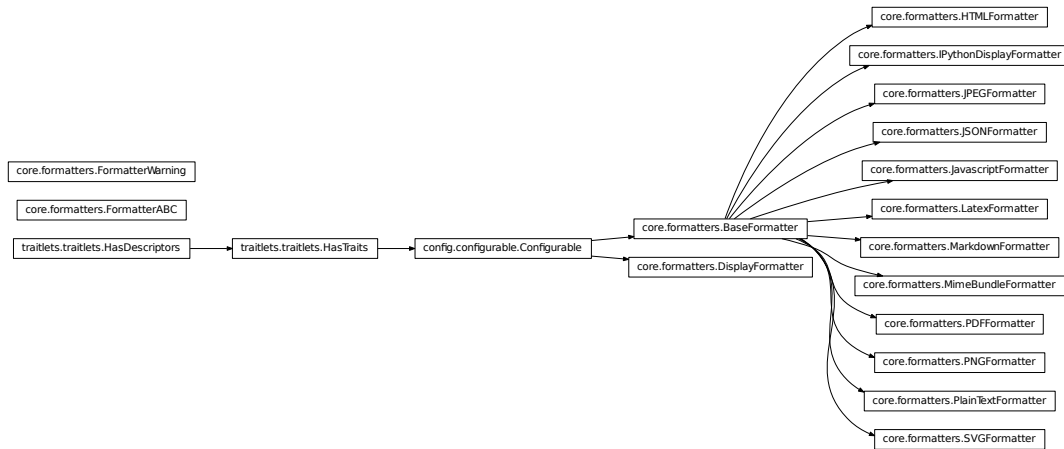 core.formatters.HTMLFormatter
core.formatters.IPythonDisplayFormatter
core.formatters.JPEGFormatter
core.formatters.JSONFormatter
core.formatters.FormatterWarning
core.formatters.JavascriptFormatter
core.formatters.FormatterABC
core.formatters.LatexFormatter
core.formatters.BaseFormatter
traitlets.traitlets.HasDescriptors
traitlets.traitlets.HasTraits
config.configurable.Configurable
core.formatters.MarkdownFormatter
core.formatters.DisplayFormatter
core.formatters.MimeBundleFormatter
core.formatters.PDFFormatter
core.formatters.PNGFormatter
core.formatters.PlainTextFormatter
core.formatters.SVGFormatter